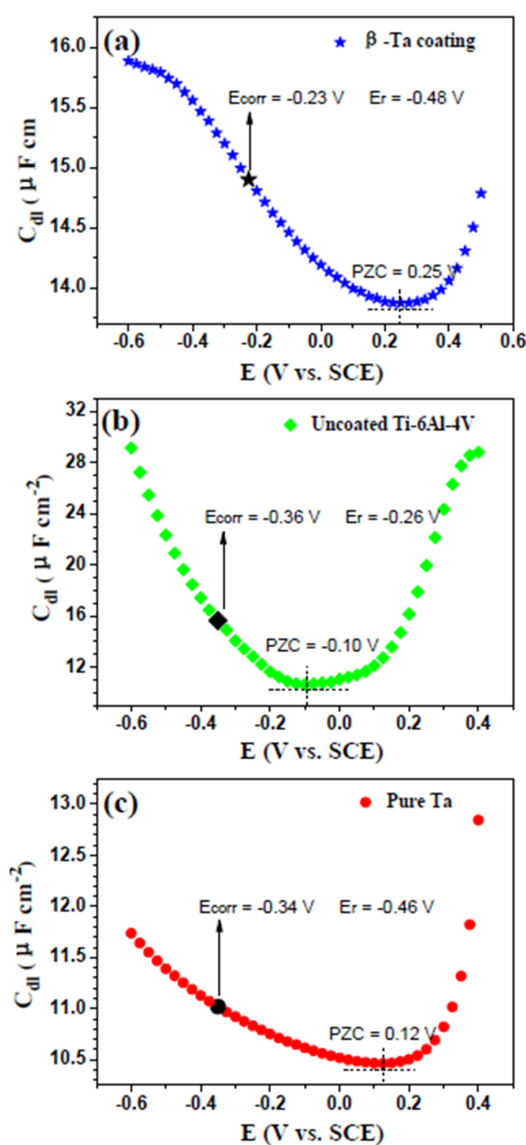 (a)
β -Ta coating
Ecorr = -0.23 V Er = -0.48 V
PZC = 0.25 V
C_dl ( μ F cm
16.0
15.5
15.0
14.5
14.0
-0.6 -0.4 -0.2 0.0 0.2 0.4 0.6
E (V vs. SCE)
(b)
Uncoated Ti-6Al-4V
Ecorr = -0.36 V Er = -0.26 V
PZC = -0.10 V
C_dl ( μ F cm⁻²)
32
28
24
20
16
12
-0.6 -0.4 -0.2 0.0 0.2 0.4
E (V vs. SCE)
(c)
Pure Ta
Ecorr = -0.34 V Er = -0.46 V
PZC = 0.12 V
C_dl ( μ F cm⁻²)
13.0
12.5
12.0
11.5
11.0
10.5
-0.6 -0.4 -0.2 0.0 0.2 0.4
E (V vs. SCE)